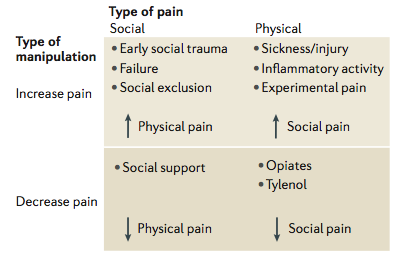 Type of pain
Social Physical
Type of
manipulation
Increase pain
• Early social trauma
• Failure
• Social exclusion
↑ Physical pain
• Sickness/injury
• Inflammatory activity
• Experimental pain
↑ Social pain
Decrease pain
• Social support
↓ Physical pain
• Opiates
• Tylenol
↓ Social pain